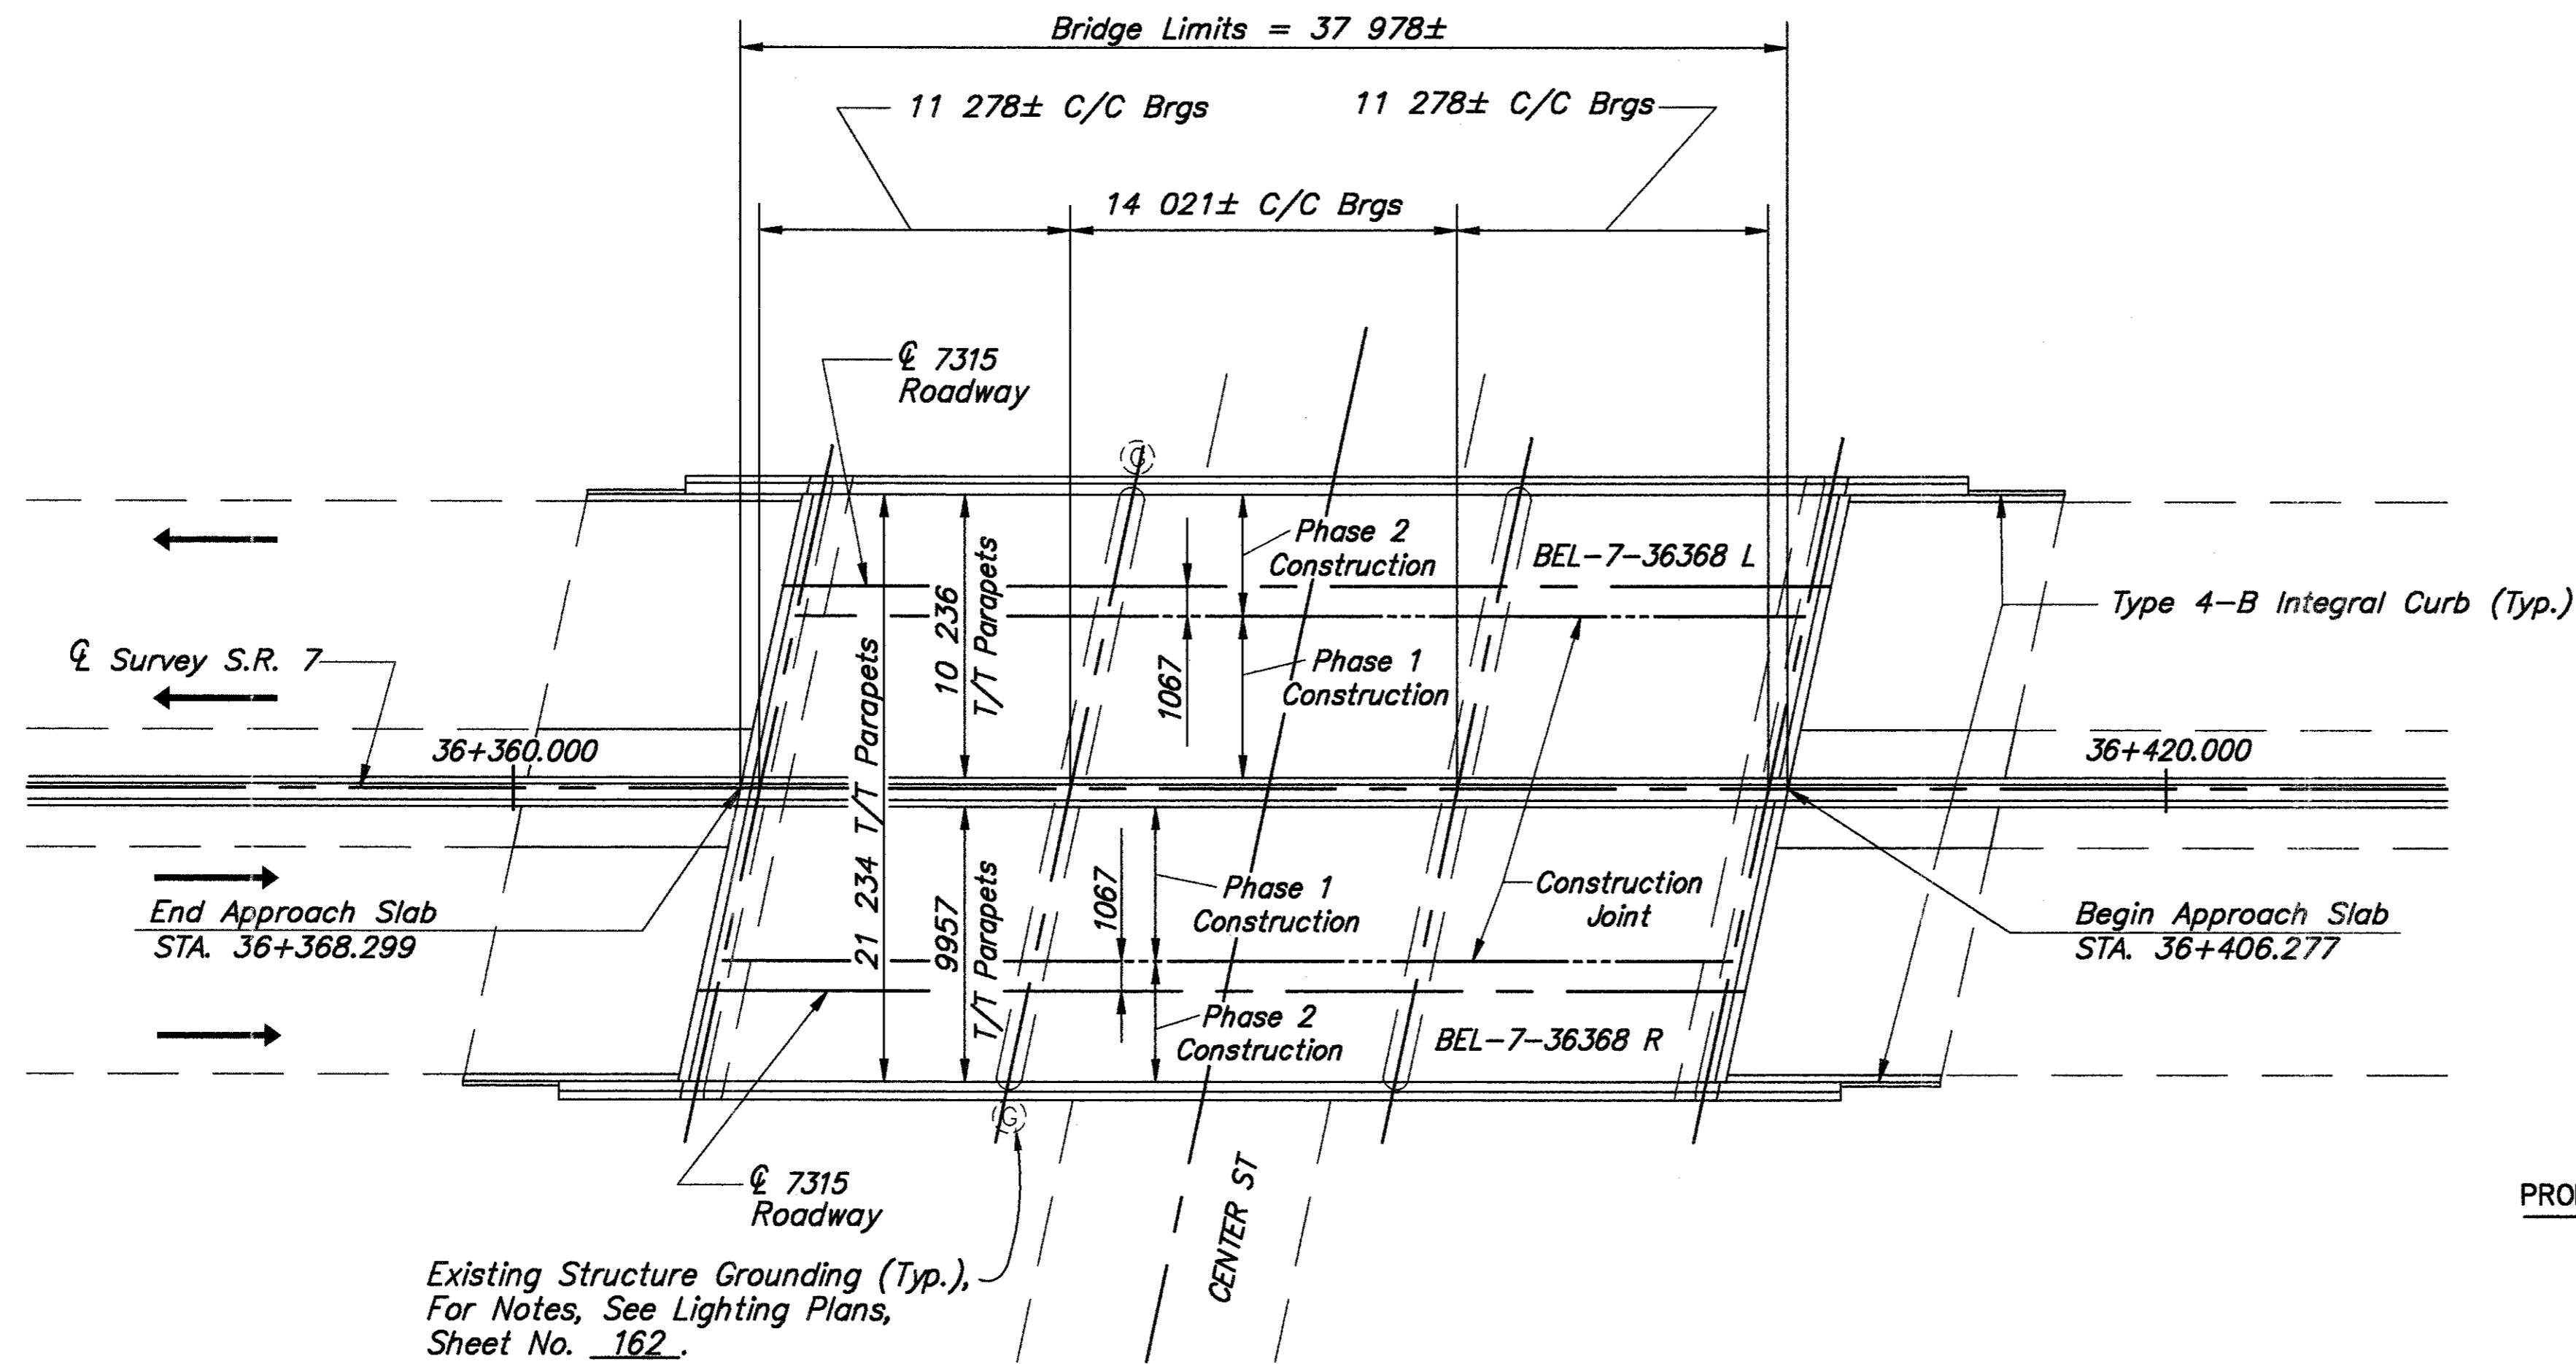 Bridge Limits = 37 978±
11 278± C/C Brgs
11 278± C/C Brgs
14 021± C/C Brgs
℄ 7315
Roadway
G
Phase 2
Construction
BEL-7-36368 L
Type 4-B Integral Curb (Typ.)
℄ Survey S.R. 7
21 234 T/T Parapets
10 236
T/T Parapets
1067
Phase 1
Construction
36+360.000
36+420.000
End Approach Slab
STA. 36+368.299
9957
T/T Parapets
1067
Phase 1
Construction
Construction
Joint
Begin Approach Slab
STA. 36+406.277
Phase 2
Construction
BEL-7-36368 R
G
℄ 7315
Roadway
CENTER ST
Existing Structure Grounding (Typ.),
For Notes, See Lighting Plans,
Sheet No. 162.